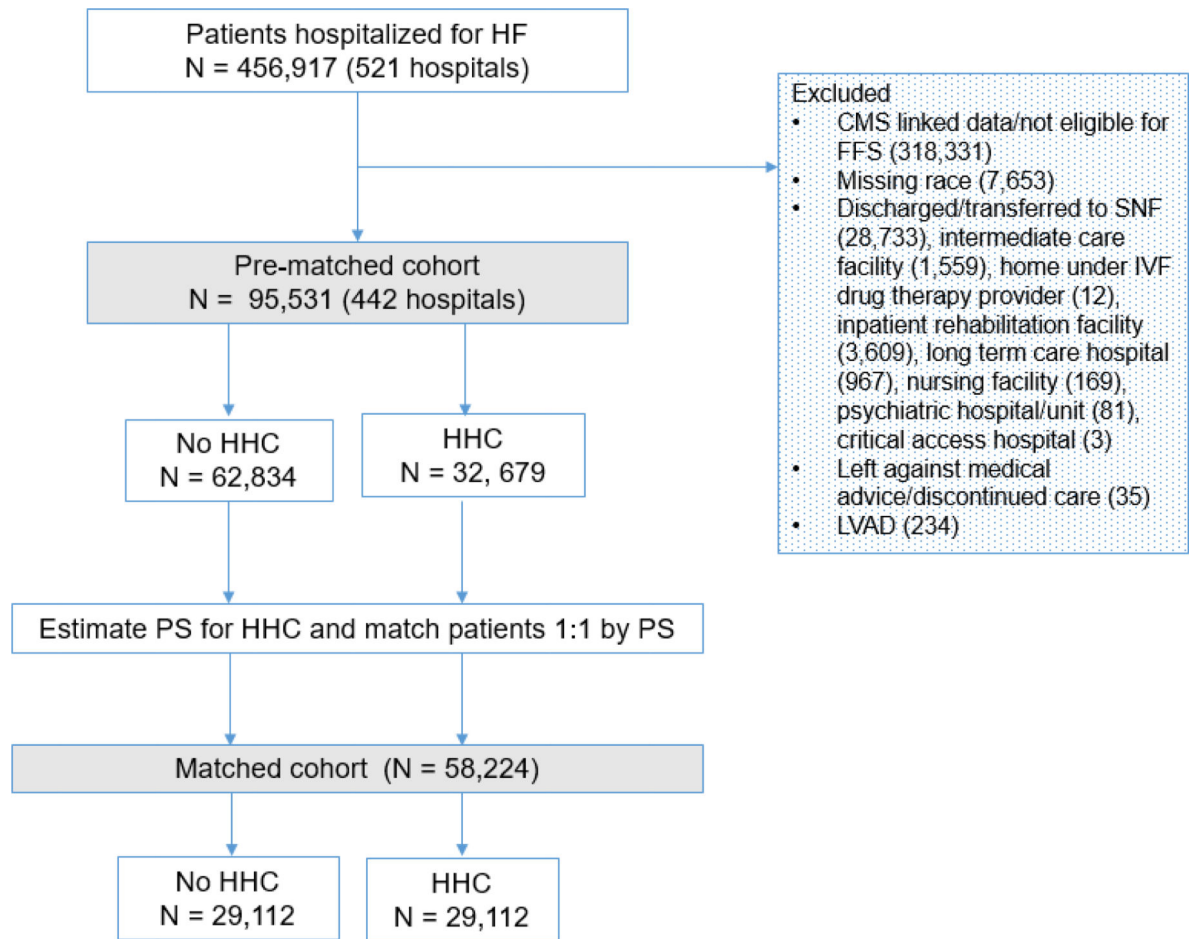 Patients hospitalized for HF
N = 456,917 (521 hospitals)
Excluded
• CMS linked data/not eligible for
FFS (318,331)
• Missing race (7,653)
• Discharged/transferred to SNF
(28,733), intermediate care
facility (1,559), home under IVF
drug therapy provider (12),
inpatient rehabilitation facility
(3,609), long term care hospital
(967), nursing facility (169),
psychiatric hospital/unit (81),
critical access hospital (3)
• Left against medical
advice/discontinued care (35)
• LVAD (234)
Pre-matched cohort
N = 95,531 (442 hospitals)
No HHC
N = 62,834
HHC
N = 32, 679
Estimate PS for HHC and match patients 1:1 by PS
Matched cohort (N = 58,224)
No HHC
N = 29,112
HHC
N = 29,112